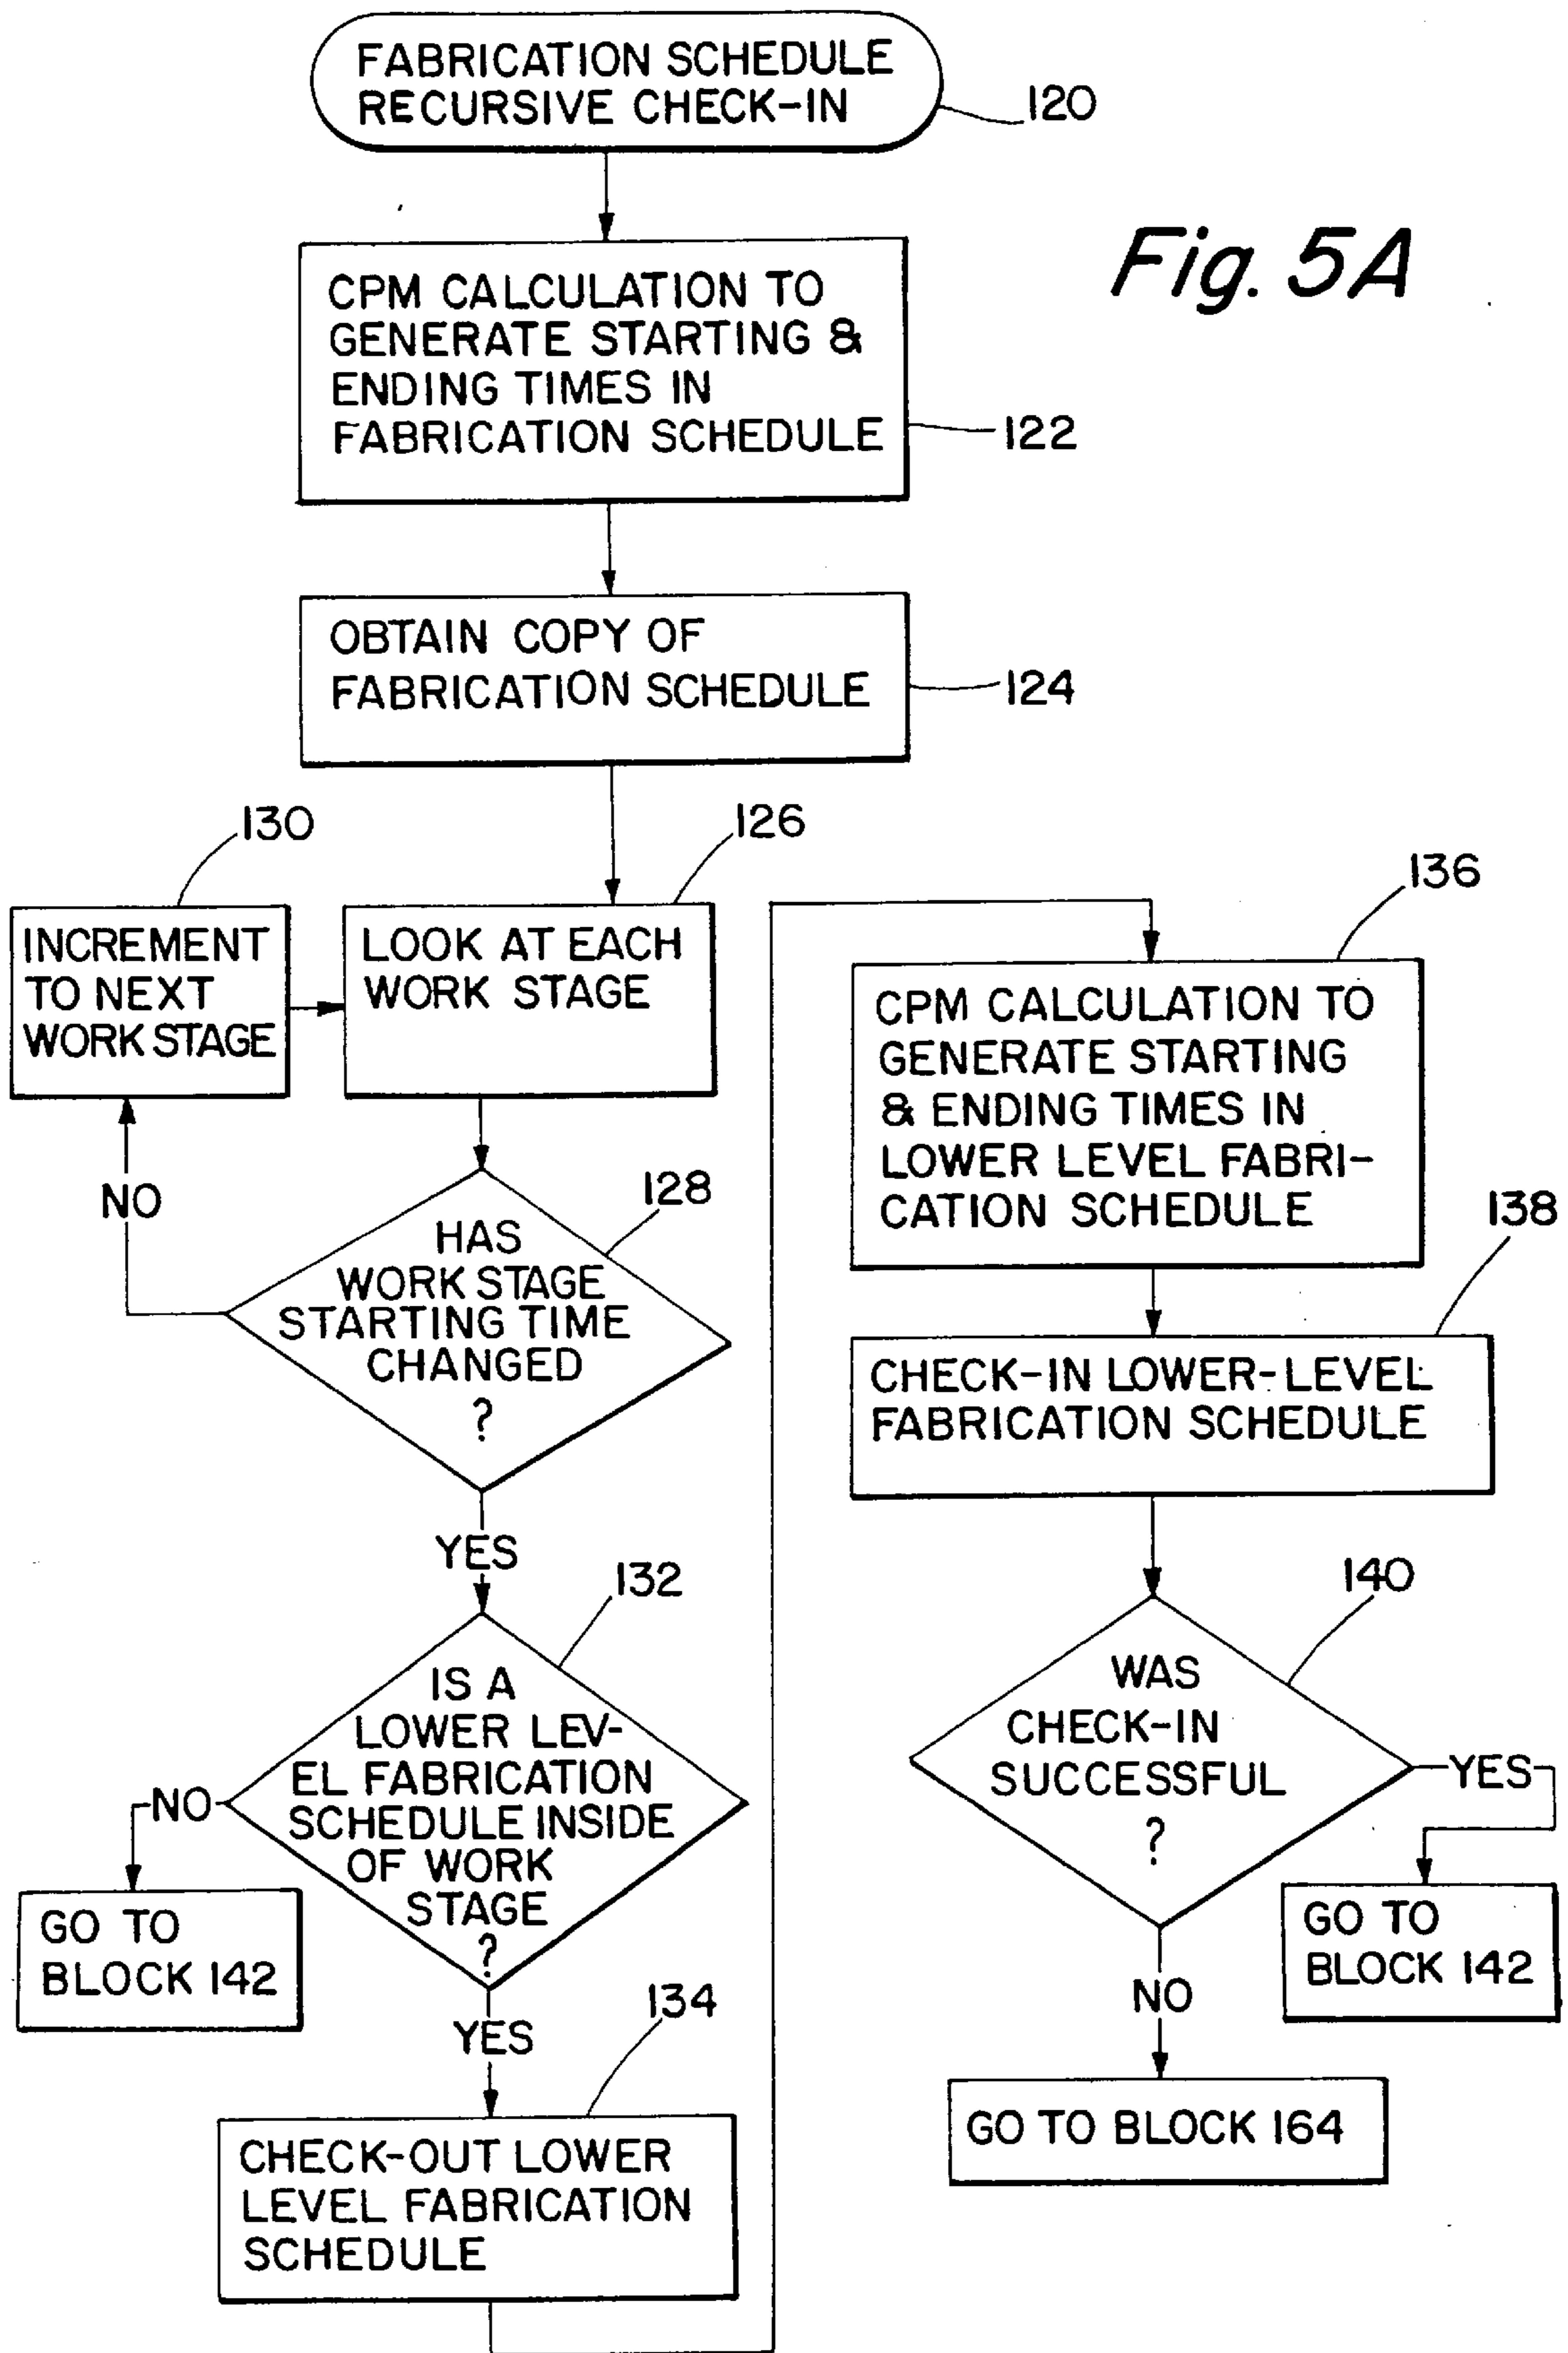 FABRICATION SCHEDULE
RECURSIVE CHECK-IN
120
Fig. 5A
CPM CALCULATION TO
GENERATE STARTING &
ENDING TIMES IN
FABRICATION SCHEDULE
122
OBTAIN COPY OF
FABRICATION SCHEDULE
124
130
126
INCREMENT
TO NEXT
WORK STAGE
LOOK AT EACH
WORK STAGE
NO
128
HAS
WORK STAGE
STARTING TIME
CHANGED
?
YES
132
IS A
LOWER LEV-
EL FABRICATION
SCHEDULE INSIDE
OF WORK
STAGE
?
NO
GO TO
BLOCK 142
YES
134
CHECK-OUT LOWER
LEVEL FABRICATION
SCHEDULE
136
CPM CALCULATION TO
GENERATE STARTING
& ENDING TIMES IN
LOWER LEVEL FABRI-
CATION SCHEDULE
138
CHECK-IN LOWER-LEVEL
FABRICATION SCHEDULE
140
WAS
CHECK-IN
SUCCESSFUL
?
YES
GO TO
BLOCK 142
NO
GO TO BLOCK 164